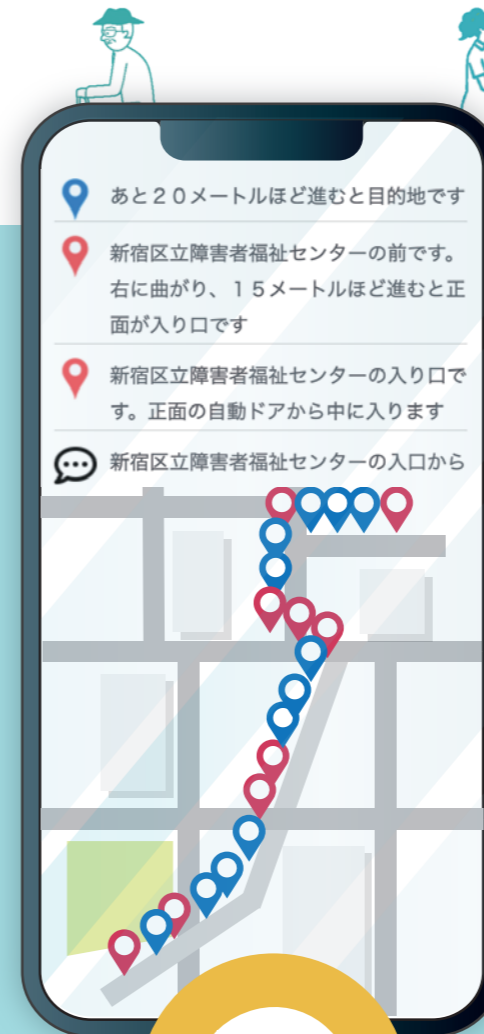 あと２０メートルほど進むと目的地です
新宿区立障害者福祉センターの前です。
右に曲がり、１５メートルほど進むと正
面が入り口です
新宿区立障害者福祉センターの入り口で
す。正面の自動ドアから中に入ります
新宿区立障害者福祉センターの入口から